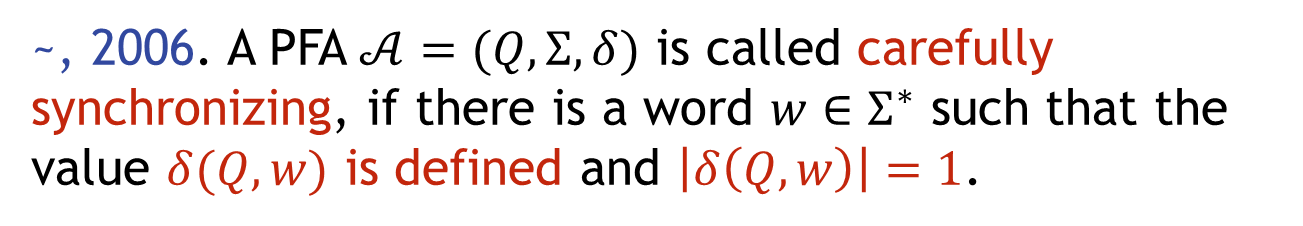 ~, 2006. A PFA 𝒜 = (Q, Σ, δ) is called carefully
synchronizing, if there is a word w ∈ Σ* such that the
value δ(Q, w) is defined and |δ(Q, w)| = 1.